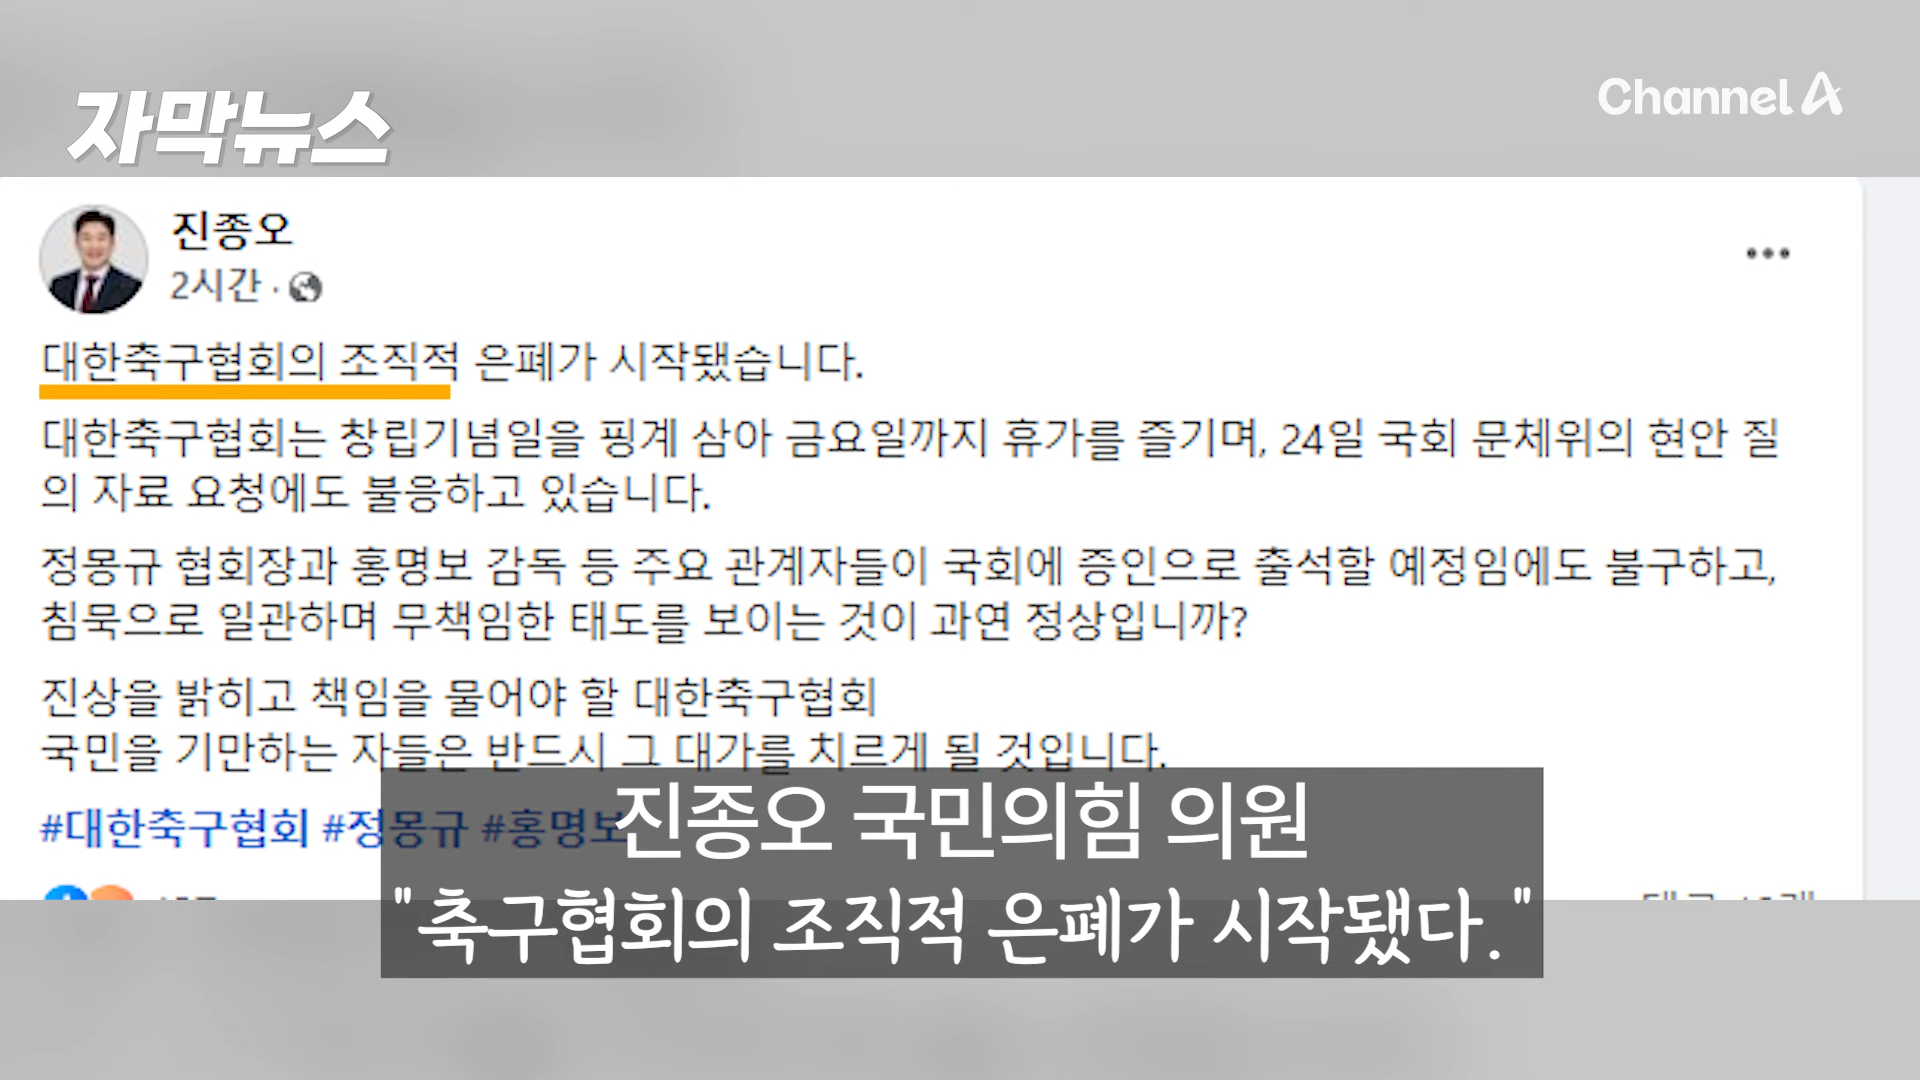 자막뉴스
Channel A
진종오
2시간 ·
대한축구협회의 조직적 은폐가 시작됐습니다.
대한축구협회는 창립기념일을 핑계 삼아 금요일까지 휴가를 즐기며, 24일 국회 문체위의 현안 질
의 자료 요청에도 불응하고 있습니다.
정몽규 협회장과 홍명보 감독 등 주요 관계자들이 국회에 증인으로 출석할 예정임에도 불구하고,
침묵으로 일관하며 무책임한 태도를 보이는 것이 과연 정상입니까?
진상을 밝히고 책임을 물어야 할 대한축구협회
국민을 기만하는 자들은 반드시 그 대가를 치르게 될 것입니다.
#대한축구협회 #정몽규 #홍명보
진종오 국민의힘 의원
"축구협회의 조직적 은폐가 시작됐다."